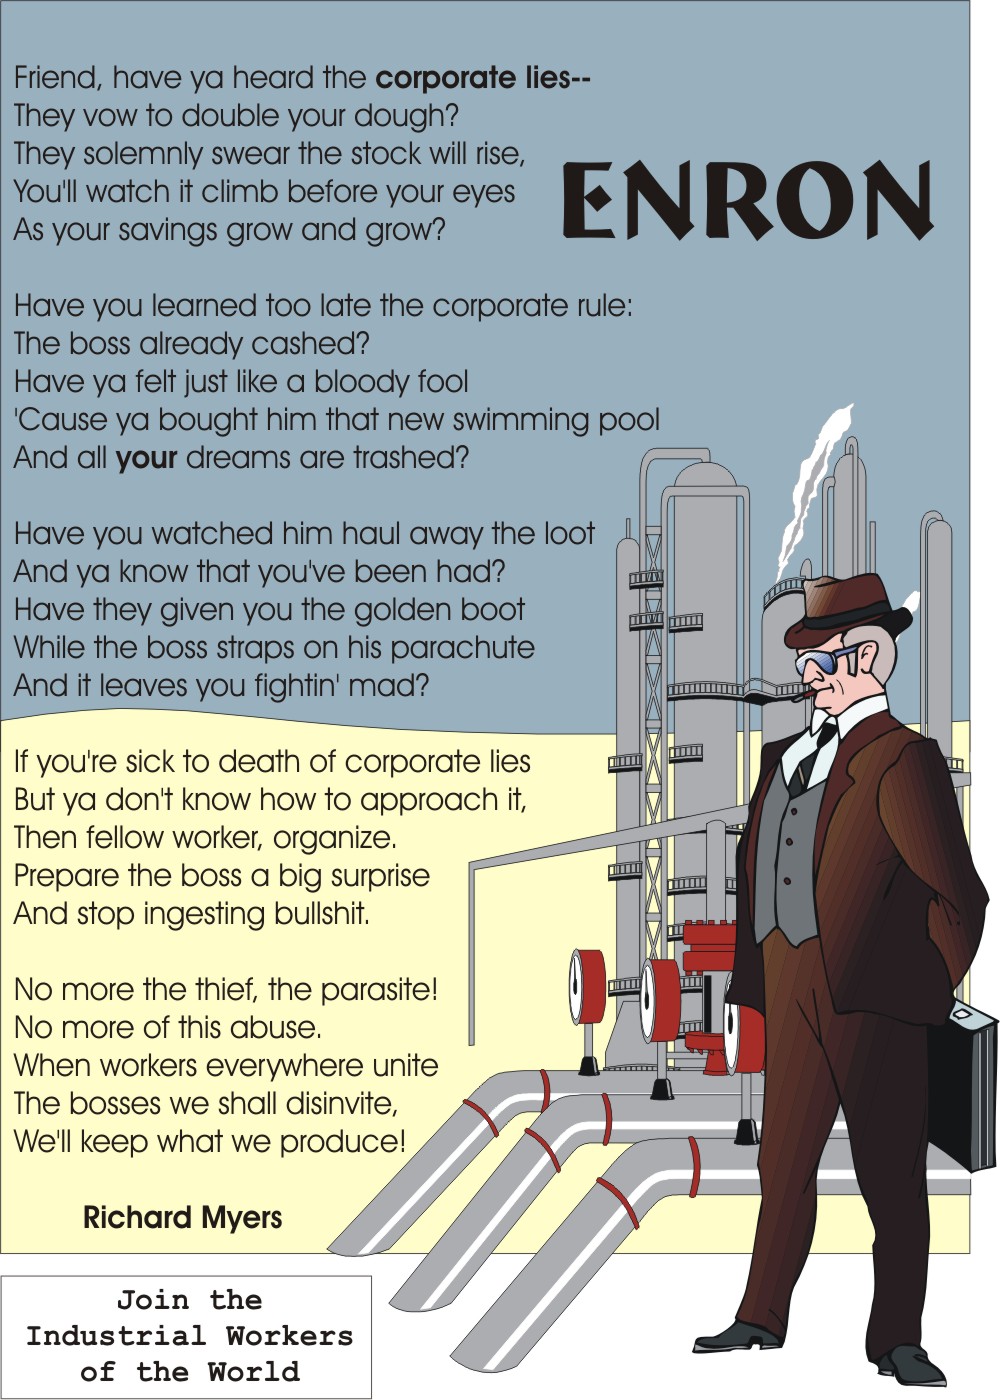 Friend, have ya heard the corporate lies--
They vow to double your dough?
They solemnly swear the stock will rise,
You'll watch it climb before your eyes
As your savings grow and grow?
ENRON
Have you learned too late the corporate rule:
The boss already cashed?
Have ya felt just like a bloody fool
'Cause ya bought him that new swimming pool
And all your dreams are trashed?
Have you watched him haul away the loot
And ya know that you've been had?
Have they given you the golden boot
While the boss straps on his parachute
And it leaves you fightin' mad?
If you're sick to death of corporate lies
But ya don't know how to approach it,
Then fellow worker, organize.
Prepare the boss a big surprise
And stop ingesting bullshit.
No more the thief, the parasite!
No more of this abuse.
When workers everywhere unite
The bosses we shall disinvite,
We'll keep what we produce!
Richard Myers
Join the
Industrial Workers
of the World